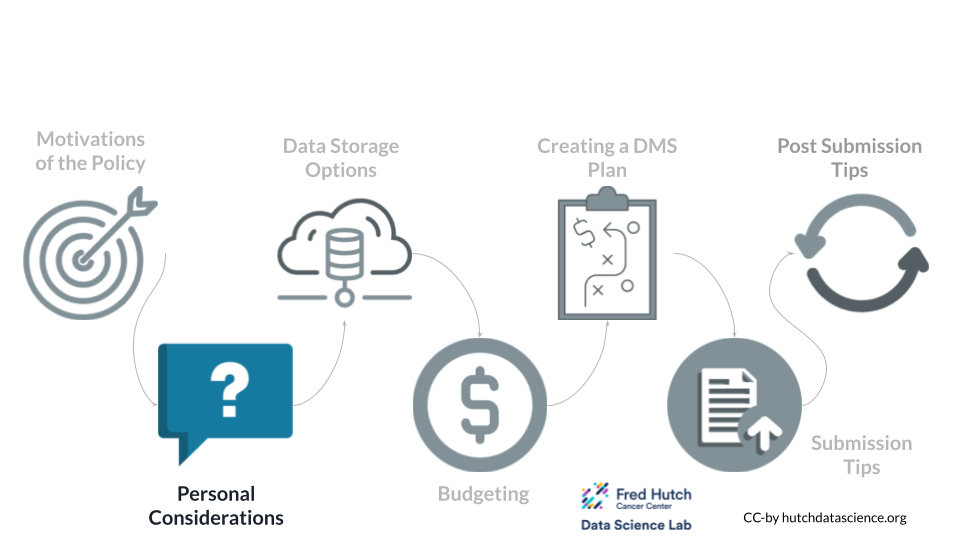 Motivations
of the Policy
Data Storage
Options
Creating a DMS
Plan
Post Submission
Tips
$
?
$
Personal
Considerations
Budgeting
Submission
Tips
Fred Hutch
Cancer Center
Data Science Lab
CC-by hutchdatascience.org